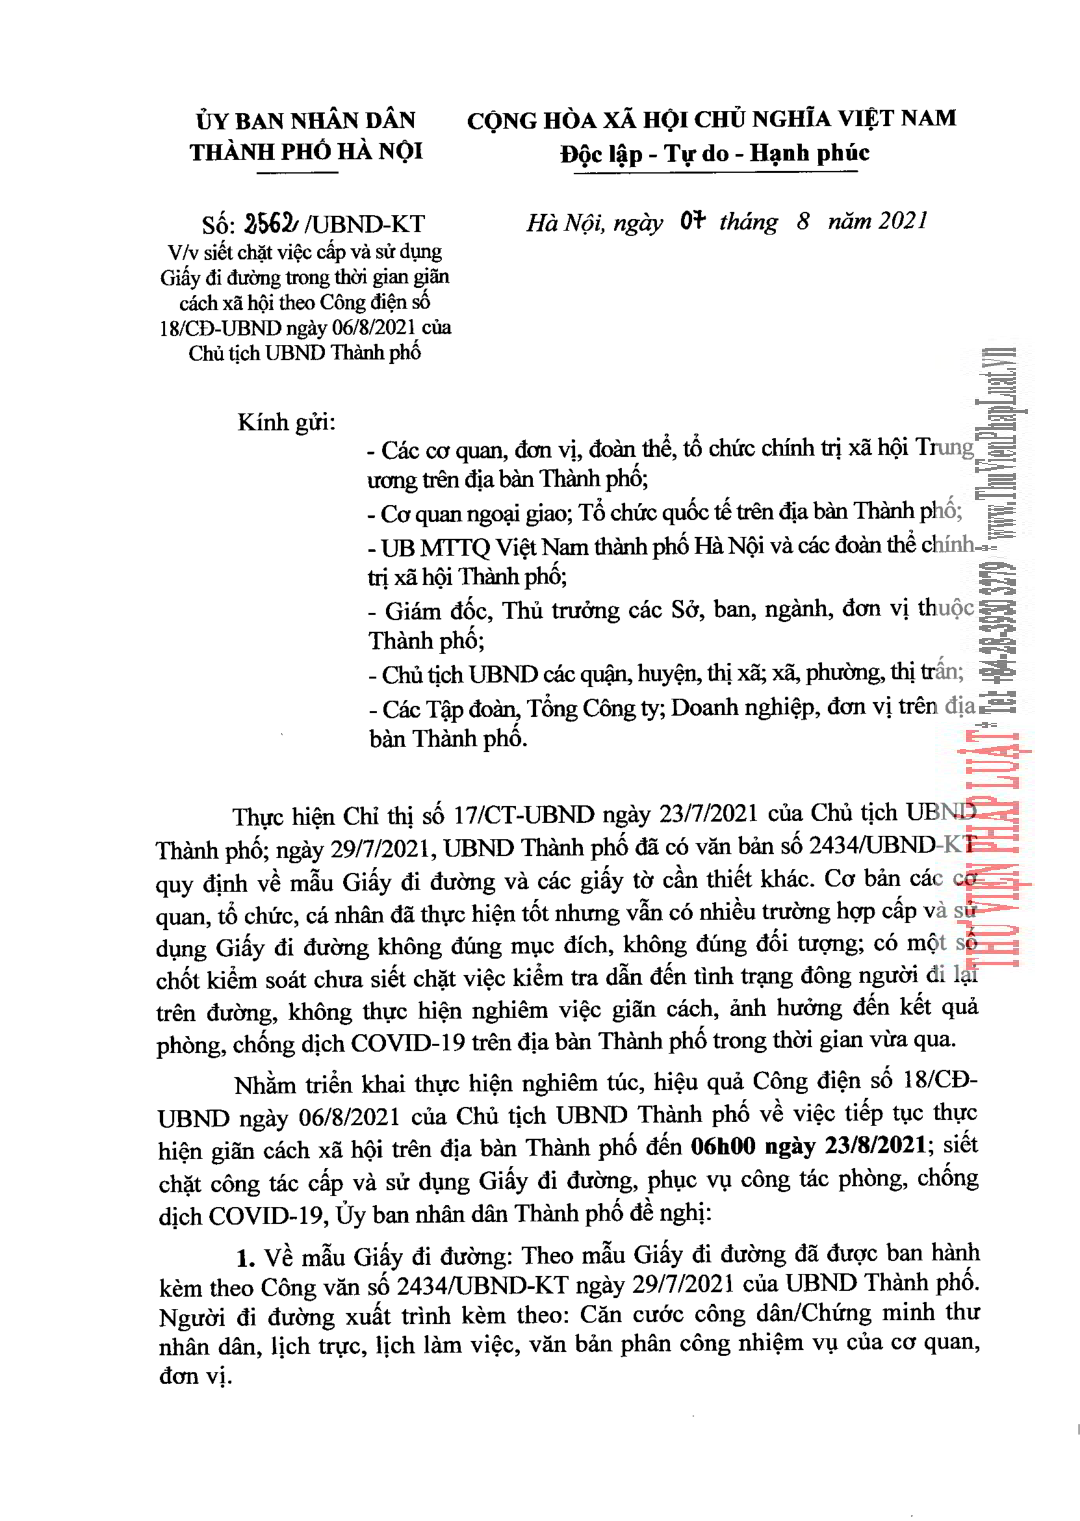 ỦY BAN NHÂN DÂN
THÀNH PHỐ HÀ NỘI
CỘNG HÒA XÃ HỘI CHỦ NGHĨA VIỆT NAM
Độc lập - Tự do - Hạnh phúc
Số: 2562/UBND-KT
V/v siết chặt việc cấp và sử dụng
Giấy đi đường trong thời gian giãn
cách xã hội theo Công điện số
18/CĐ-UBND ngày 06/8/2021 của
Chủ tịch UBND Thành phố
Hà Nội, ngày 07 tháng 8 năm 2021
Kính gửi:
- Các cơ quan, đơn vị, đoàn thể, tổ chức chính trị xã hội Trung
ương trên địa bàn Thành phố;
- Cơ quan ngoại giao; Tổ chức quốc tế trên địa bàn Thành phố;
- UB MTTQ Việt Nam thành phố Hà Nội và các đoàn thể chính
trị xã hội Thành phố;
- Giám đốc, Thủ trưởng các Sở, ban, ngành, đơn vị thuộc
Thành phố;
- Chủ tịch UBND các quận, huyện, thị xã; xã, phường, thị trấn;
- Các Tập đoàn, Tổng Công ty; Doanh nghiệp, đơn vị trên địa
bàn Thành phố.
Thực hiện Chỉ thị số 17/CT-UBND ngày 23/7/2021 của Chủ tịch UBND
Thành phố; ngày 29/7/2021, UBND Thành phố đã có văn bản số 2434/UBND-KT
quy định về mẫu Giấy đi đường và các giấy tờ cần thiết khác. Cơ bản các cơ
quan, tổ chức, cá nhân đã thực hiện tốt nhưng vẫn có nhiều trường hợp cấp và sử
dụng Giấy đi đường không đúng mục đích, không đúng đối tượng; có một số
chốt kiểm soát chưa siết chặt việc kiểm tra dẫn đến tình trạng đông người đi lại
trên đường, không thực hiện nghiêm việc giãn cách, ảnh hưởng đến kết quả
phòng, chống dịch COVID-19 trên địa bàn Thành phố trong thời gian vừa qua.
Nhằm triển khai thực hiện nghiêm túc, hiệu quả Công điện số 18/CĐ-
UBND ngày 06/8/2021 của Chủ tịch UBND Thành phố về việc tiếp tục thực
hiện giãn cách xã hội trên địa bàn Thành phố đến 06h00 ngày 23/8/2021; siết
chặt công tác cấp và sử dụng Giấy đi đường, phục vụ công tác phòng, chống
dịch COVID-19, Ủy ban nhân dân Thành phố đề nghị:
1. Về mẫu Giấy đi đường: Theo mẫu Giấy đi đường đã được ban hành
kèm theo Công văn số 2434/UBND-KT ngày 29/7/2021 của UBND Thành phố.
Người đi đường xuất trình kèm theo: Căn cước công dân/Chứng minh thư
nhân dân, lịch trực, lịch làm việc, văn bản phân công nhiệm vụ của cơ quan,
đơn vị.
THƯ VIỆN PHÁP LUẬT * Tel: +84-28-3930 3279 * www.ThuVienPhapLuat.vn